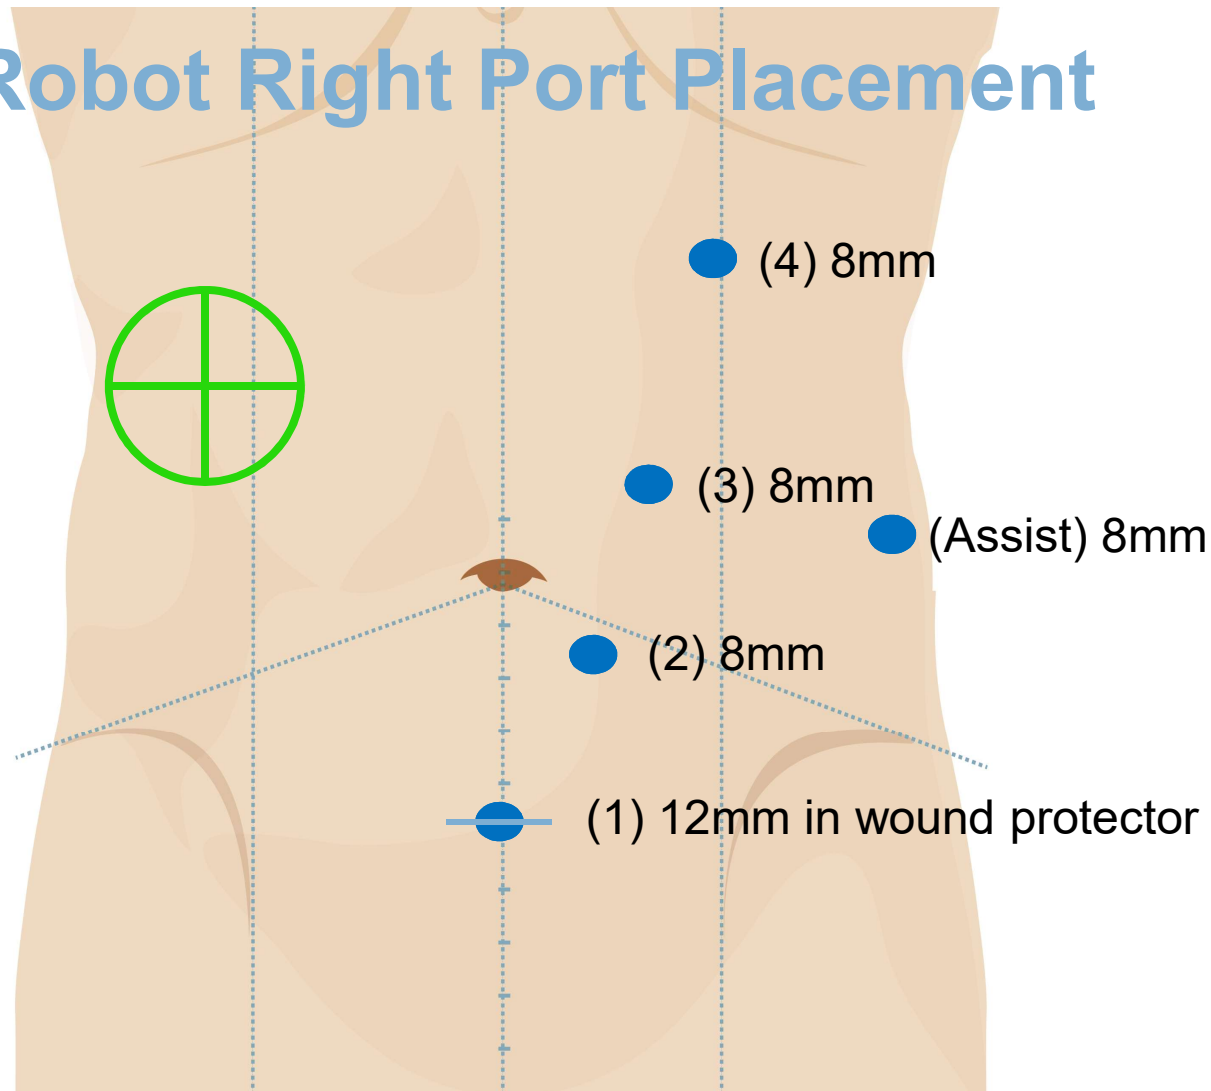 Robot Right Port Placement
(4) 8mm
(3) 8mm
(Assist) 8mm
(2) 8mm
(1) 12mm in wound protector